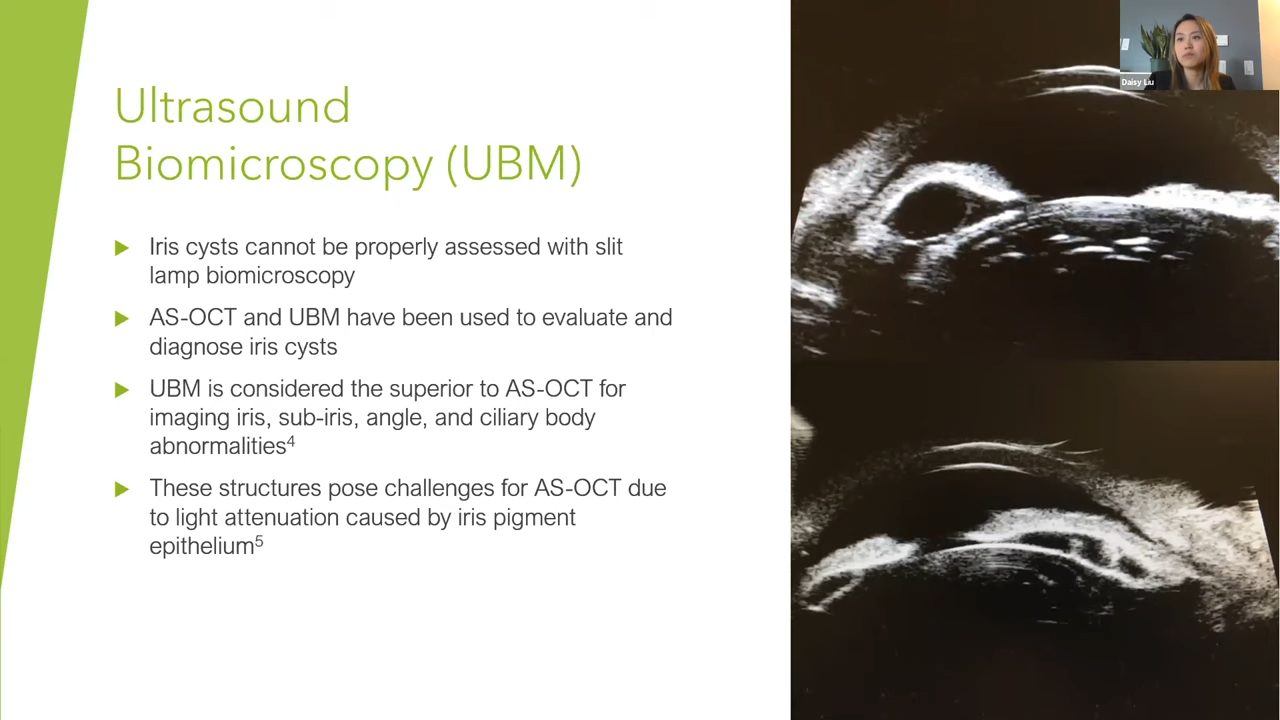 Ultrasound
Biomicroscopy (UBM)
Iris cysts cannot be properly assessed with slit
lamp biomicroscopy
AS-OCT and UBM have been used to evaluate and
diagnose iris cysts
UBM is considered the superior to AS-OCT for
imaging iris, sub-iris, angle, and ciliary body
abnormalities⁴
These structures pose challenges for AS-OCT due
to light attenuation caused by iris pigment
epithelium⁵
Daisy Liu